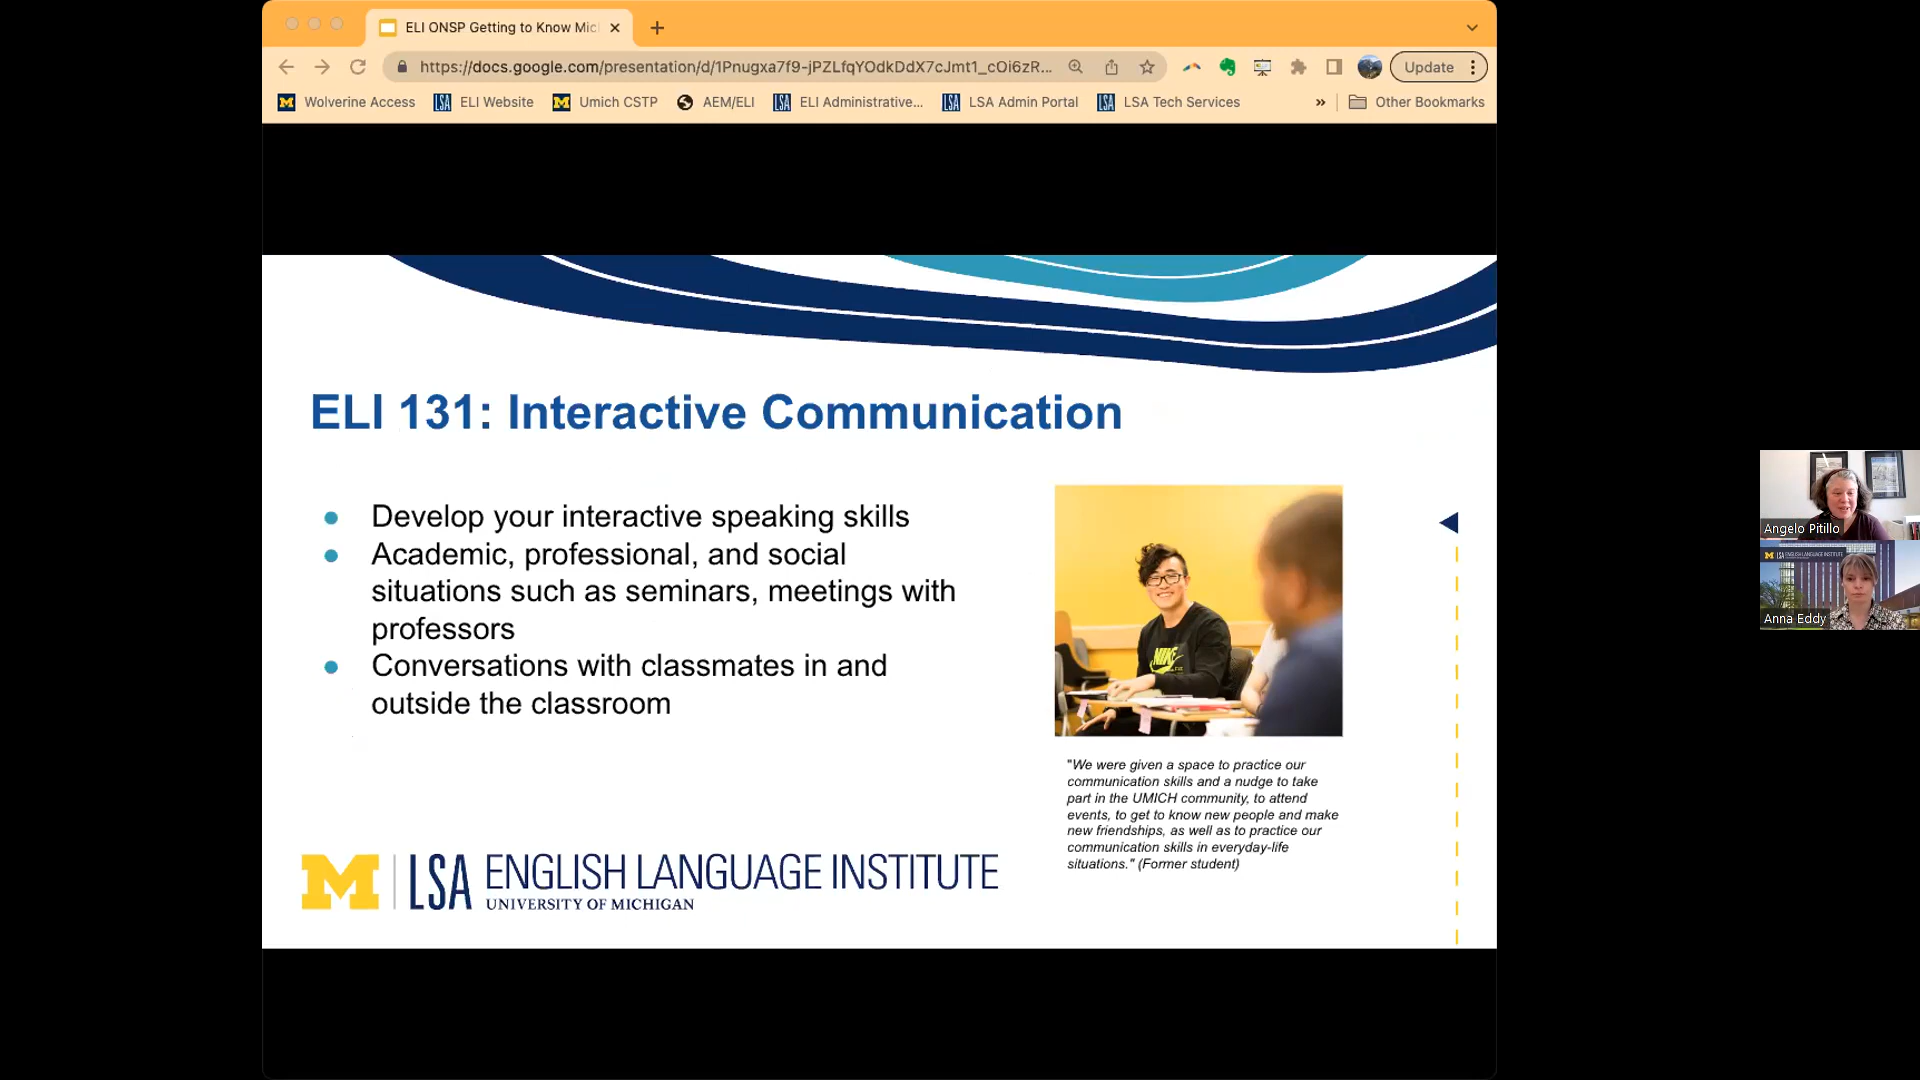 ELI ONSP Getting to Know Mic
https://docs.google.com/presentation/d/1Pnugxa7f9-jPZLfqYOdkDdX7cJmt1_cOi6zR...
Update
Wolverine Access
ELI Website
Umich CSTP
AEM/ELI
ELI Administrative...
LSA Admin Portal
LSA Tech Services
»
Other Bookmarks
ELI 131: Interactive Communication
• Develop your interactive speaking skills
• Academic, professional, and social
situations such as seminars, meetings with
professors
• Conversations with classmates in and
outside the classroom
NIKE
"We were given a space to practice our
communication skills and a nudge to take
part in the UMICH community, to attend
events, to get to know new people and make
new friendships, as well as to practice our
communication skills in everyday-life
situations." (Former student)
M LSA ENGLISH LANGUAGE INSTITUTE
UNIVERSITY OF MICHIGAN
Angelo Pitillo
M LSA ENGLISH LANGUAGE INSTITUTE
Anna Eddy